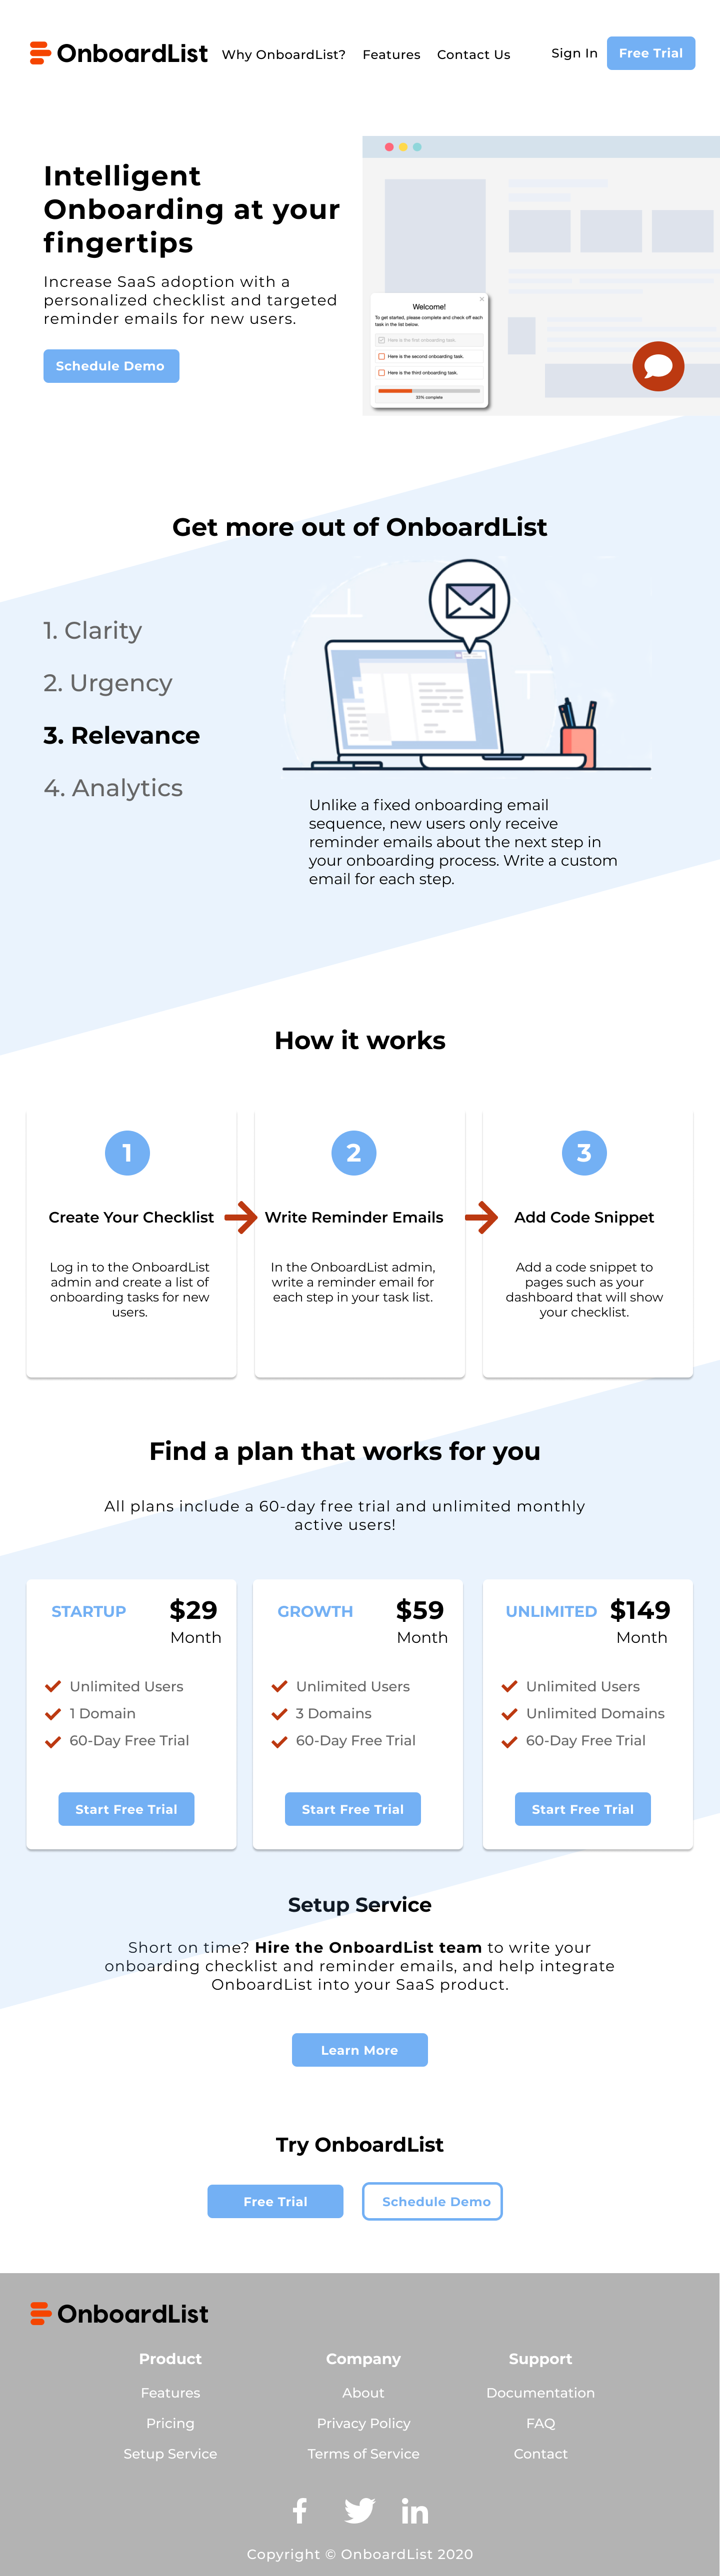 OnboardList Why OnboardList? Features Contact Us Sign In Free Trial
Intelligent
Onboarding at your
fingertips
Increase SaaS adoption with a
personalized checklist and targeted
reminder emails for new users.
Schedule Demo
Welcome!
To get started, please complete and check off each
task in the list below.
Here is the first onboarding task.
Here is the second onboarding task.
Here is the third onboarding task.
33% complete
Get more out of OnboardList
1. Clarity
2. Urgency
3. Relevance
4. Analytics
Unlike a fixed onboarding email
sequence, new users only receive
reminder emails about the next step in
your onboarding process. Write a custom
email for each step.
How it works
1
Create Your Checklist
Log in to the OnboardList
admin and create a list of
onboarding tasks for new
users.
2
Write Reminder Emails
In the OnboardList admin,
write a reminder email for
each step in your task list.
3
Add Code Snippet
Add a code snippet to
pages such as your
dashboard that will show
your checklist.
Find a plan that works for you
All plans include a 60-day free trial and unlimited monthly
active users!
STARTUP $29
Month
Unlimited Users
1 Domain
60-Day Free Trial
Start Free Trial
GROWTH $59
Month
Unlimited Users
3 Domains
60-Day Free Trial
Start Free Trial
UNLIMITED $149
Month
Unlimited Users
Unlimited Domains
60-Day Free Trial
Start Free Trial
Setup Service
Short on time? Hire the OnboardList team to write your
onboarding checklist and reminder emails, and help integrate
OnboardList into your SaaS product.
Learn More
Try OnboardList
Free Trial Schedule Demo
OnboardList
Product
Features
Pricing
Setup Service
Company
About
Privacy Policy
Terms of Service
Support
Documentation
FAQ
Contact
Copyright © OnboardList 2020